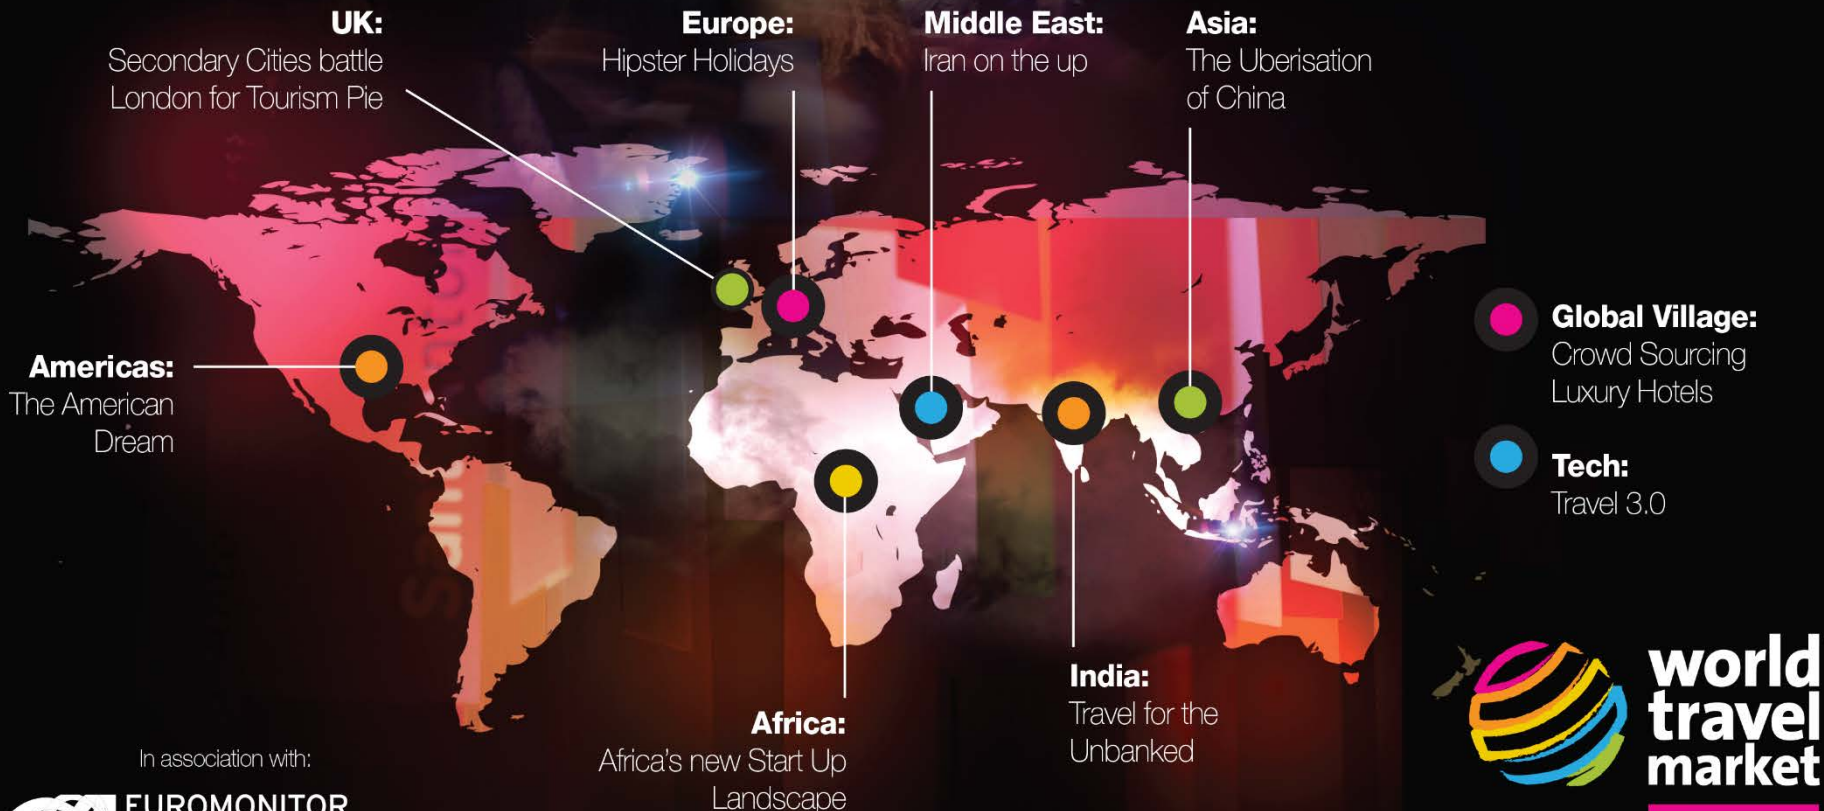 UK:
Secondary Cities battle
London for Tourism Pie
Europe:
Hipster Holidays
Middle East:
Iran on the up
Asia:
The Uberisation
of China
Americas:
The American
Dream
Global Village:
Crowd Sourcing
Luxury Hotels
Tech:
Travel 3.0
Africa:
Africa's new Start Up
Landscape
India:
Travel for the
Unbanked
In association with:
EUROMONITOR
world
travel
market